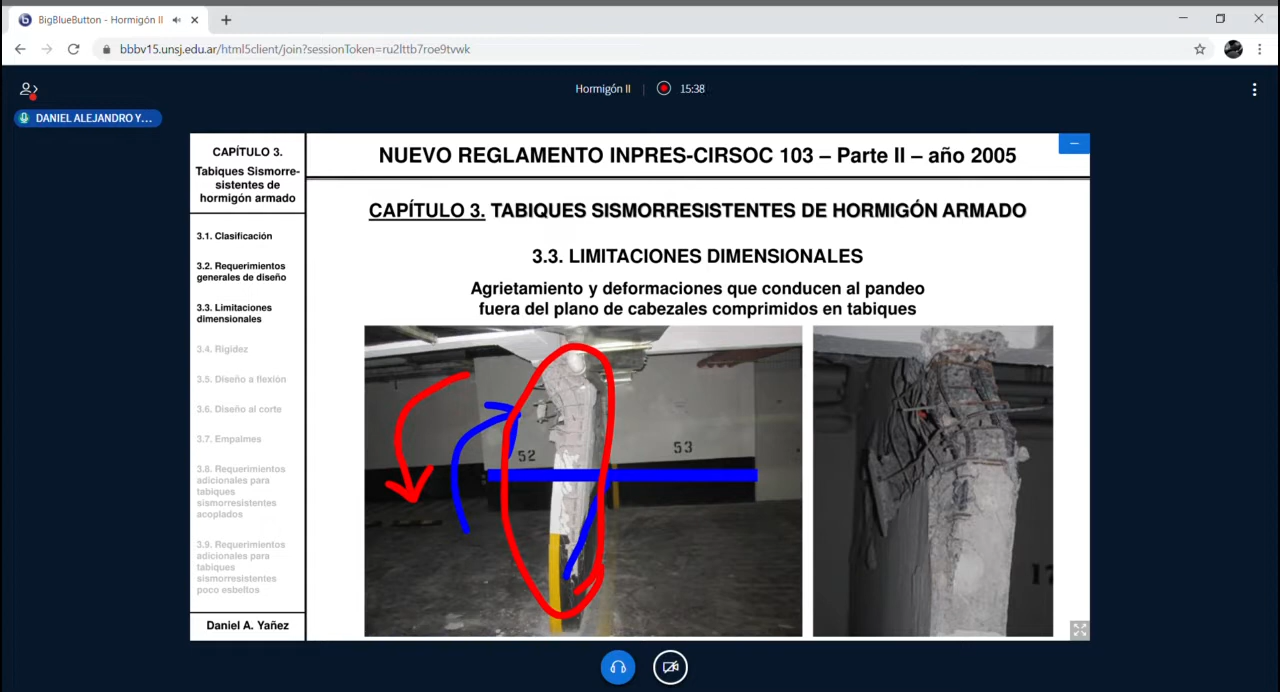 BigBlueButton - Hormigón II
bbbv15.unsj.edu.ar/html5client/join?sessionToken=ru2lttb7roe9tvwk
Hormigón II
15:38
DANIEL ALEJANDRO Y...
CAPÍTULO 3.
Tabiques Sismorre-
sistentes de
hormigón armado
3.1. Clasificación
3.2. Requerimientos
generales de diseño
3.3. Limitaciones
dimensionales
3.4. Rigidez
3.5. Diseño a flexión
3.6. Diseño al corte
3.7. Empalmes
3.8. Requerimientos
adicionales para
tabiques
sismorresistentes
acoplados
3.9. Requerimientos
adicionales para
tabiques
sismorresistentes
poco esbeltos
Daniel A. Yañez
NUEVO REGLAMENTO INPRES-CIRSOC 103 – Parte II – año 2005
CAPÍTULO 3. TABIQUES SISMORRESISTENTES DE HORMIGÓN ARMADO
3.3. LIMITACIONES DIMENSIONALES
Agrietamiento y deformaciones que conducen al pandeo
fuera del plano de cabezales comprimidos en tabiques
52
53